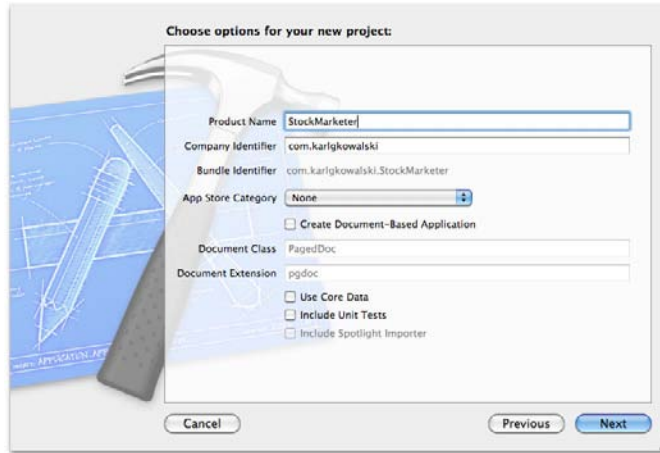 Choose options for your new project:
Product Name StockMarketer
Company Identifier com.karlgkowalski
Bundle Identifier com.karlgkowalski.StockMarketer
App Store Category None
Create Document-Based Application
Document Class PagedDoc
Document Extension pgdoc
Use Core Data
Include Unit Tests
Include Spotlight Importer
APPLICATION.APP
Cancel Previous Next